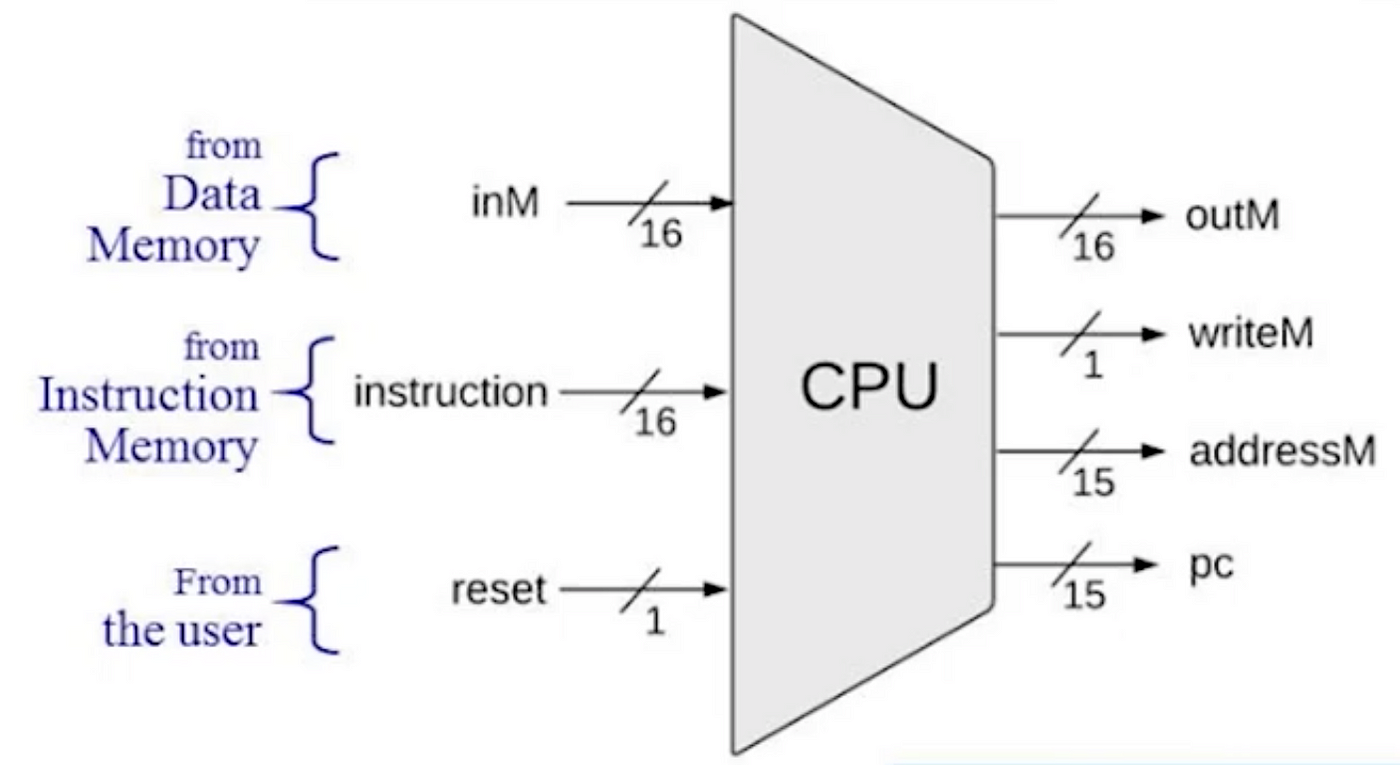 from
Data
Memory
inM
16
from
Instruction
Memory
instruction
16
From
the user
reset
1
CPU
outM
16
writeM
1
addressM
15
pc
15